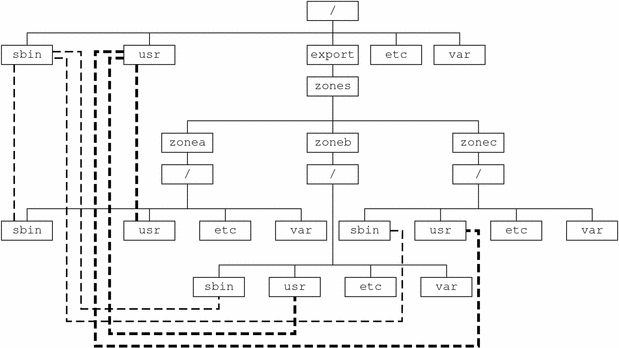 /
sbin usr export etc var
zones
zonea zoneb zonec
/ / /
sbin usr etc var sbin usr etc var
sbin usr etc var